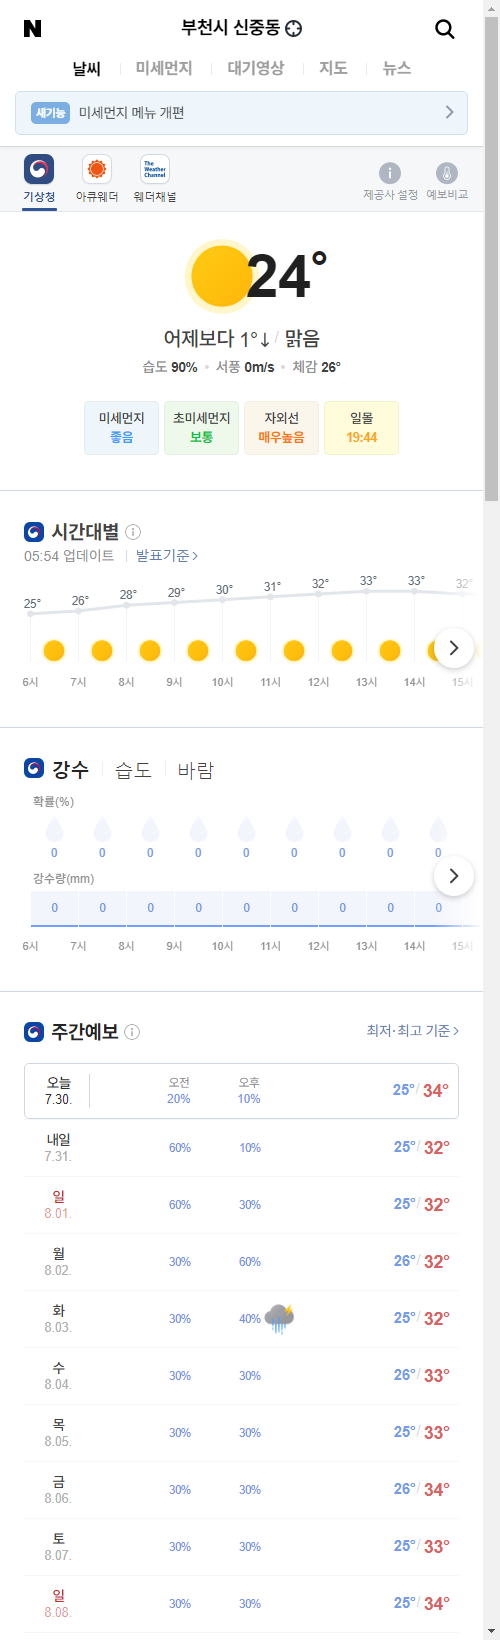 N 부천시 신중동
날씨 미세먼지 대기영상 지도 뉴스
새기능 미세먼지 메뉴 개편
The Weather Channel
기상청 아큐웨더 웨더채널 제공사 설정 예보비교
24°
어제보다 1°↓ / 맑음
습도 90% • 서풍 0m/s • 체감 26°
미세먼지 초미세먼지 자외선 일몰
좋음 보통 매우높음 19:44
시간대별
05:54 업데이트 발표기준 >
25° 26° 28° 29° 30° 31° 32° 33° 33° 32°
6시 7시 8시 9시 10시 11시 12시 13시 14시 15시
강수 습도 바람
확률(%)
0 0 0 0 0 0 0 0 0
강수량(mm)
0 0 0 0 0 0 0 0 0
6시 7시 8시 9시 10시 11시 12시 13시 14시 15시
주간예보 최저·최고 기준 >
오늘 오전 오후
7.30. 20% 10% 25°/ 34°
내일
7.31. 60% 10% 25°/ 32°
일
8.01. 60% 30% 25°/ 32°
월
8.02. 30% 60% 26°/ 32°
화
8.03. 30% 40% 25°/ 32°
수
8.04. 30% 30% 26°/ 33°
목
8.05. 30% 30% 25°/ 33°
금
8.06. 30% 30% 26°/ 34°
토
8.07. 30% 30% 25°/ 33°
일
8.08. 30% 30% 25°/ 34°